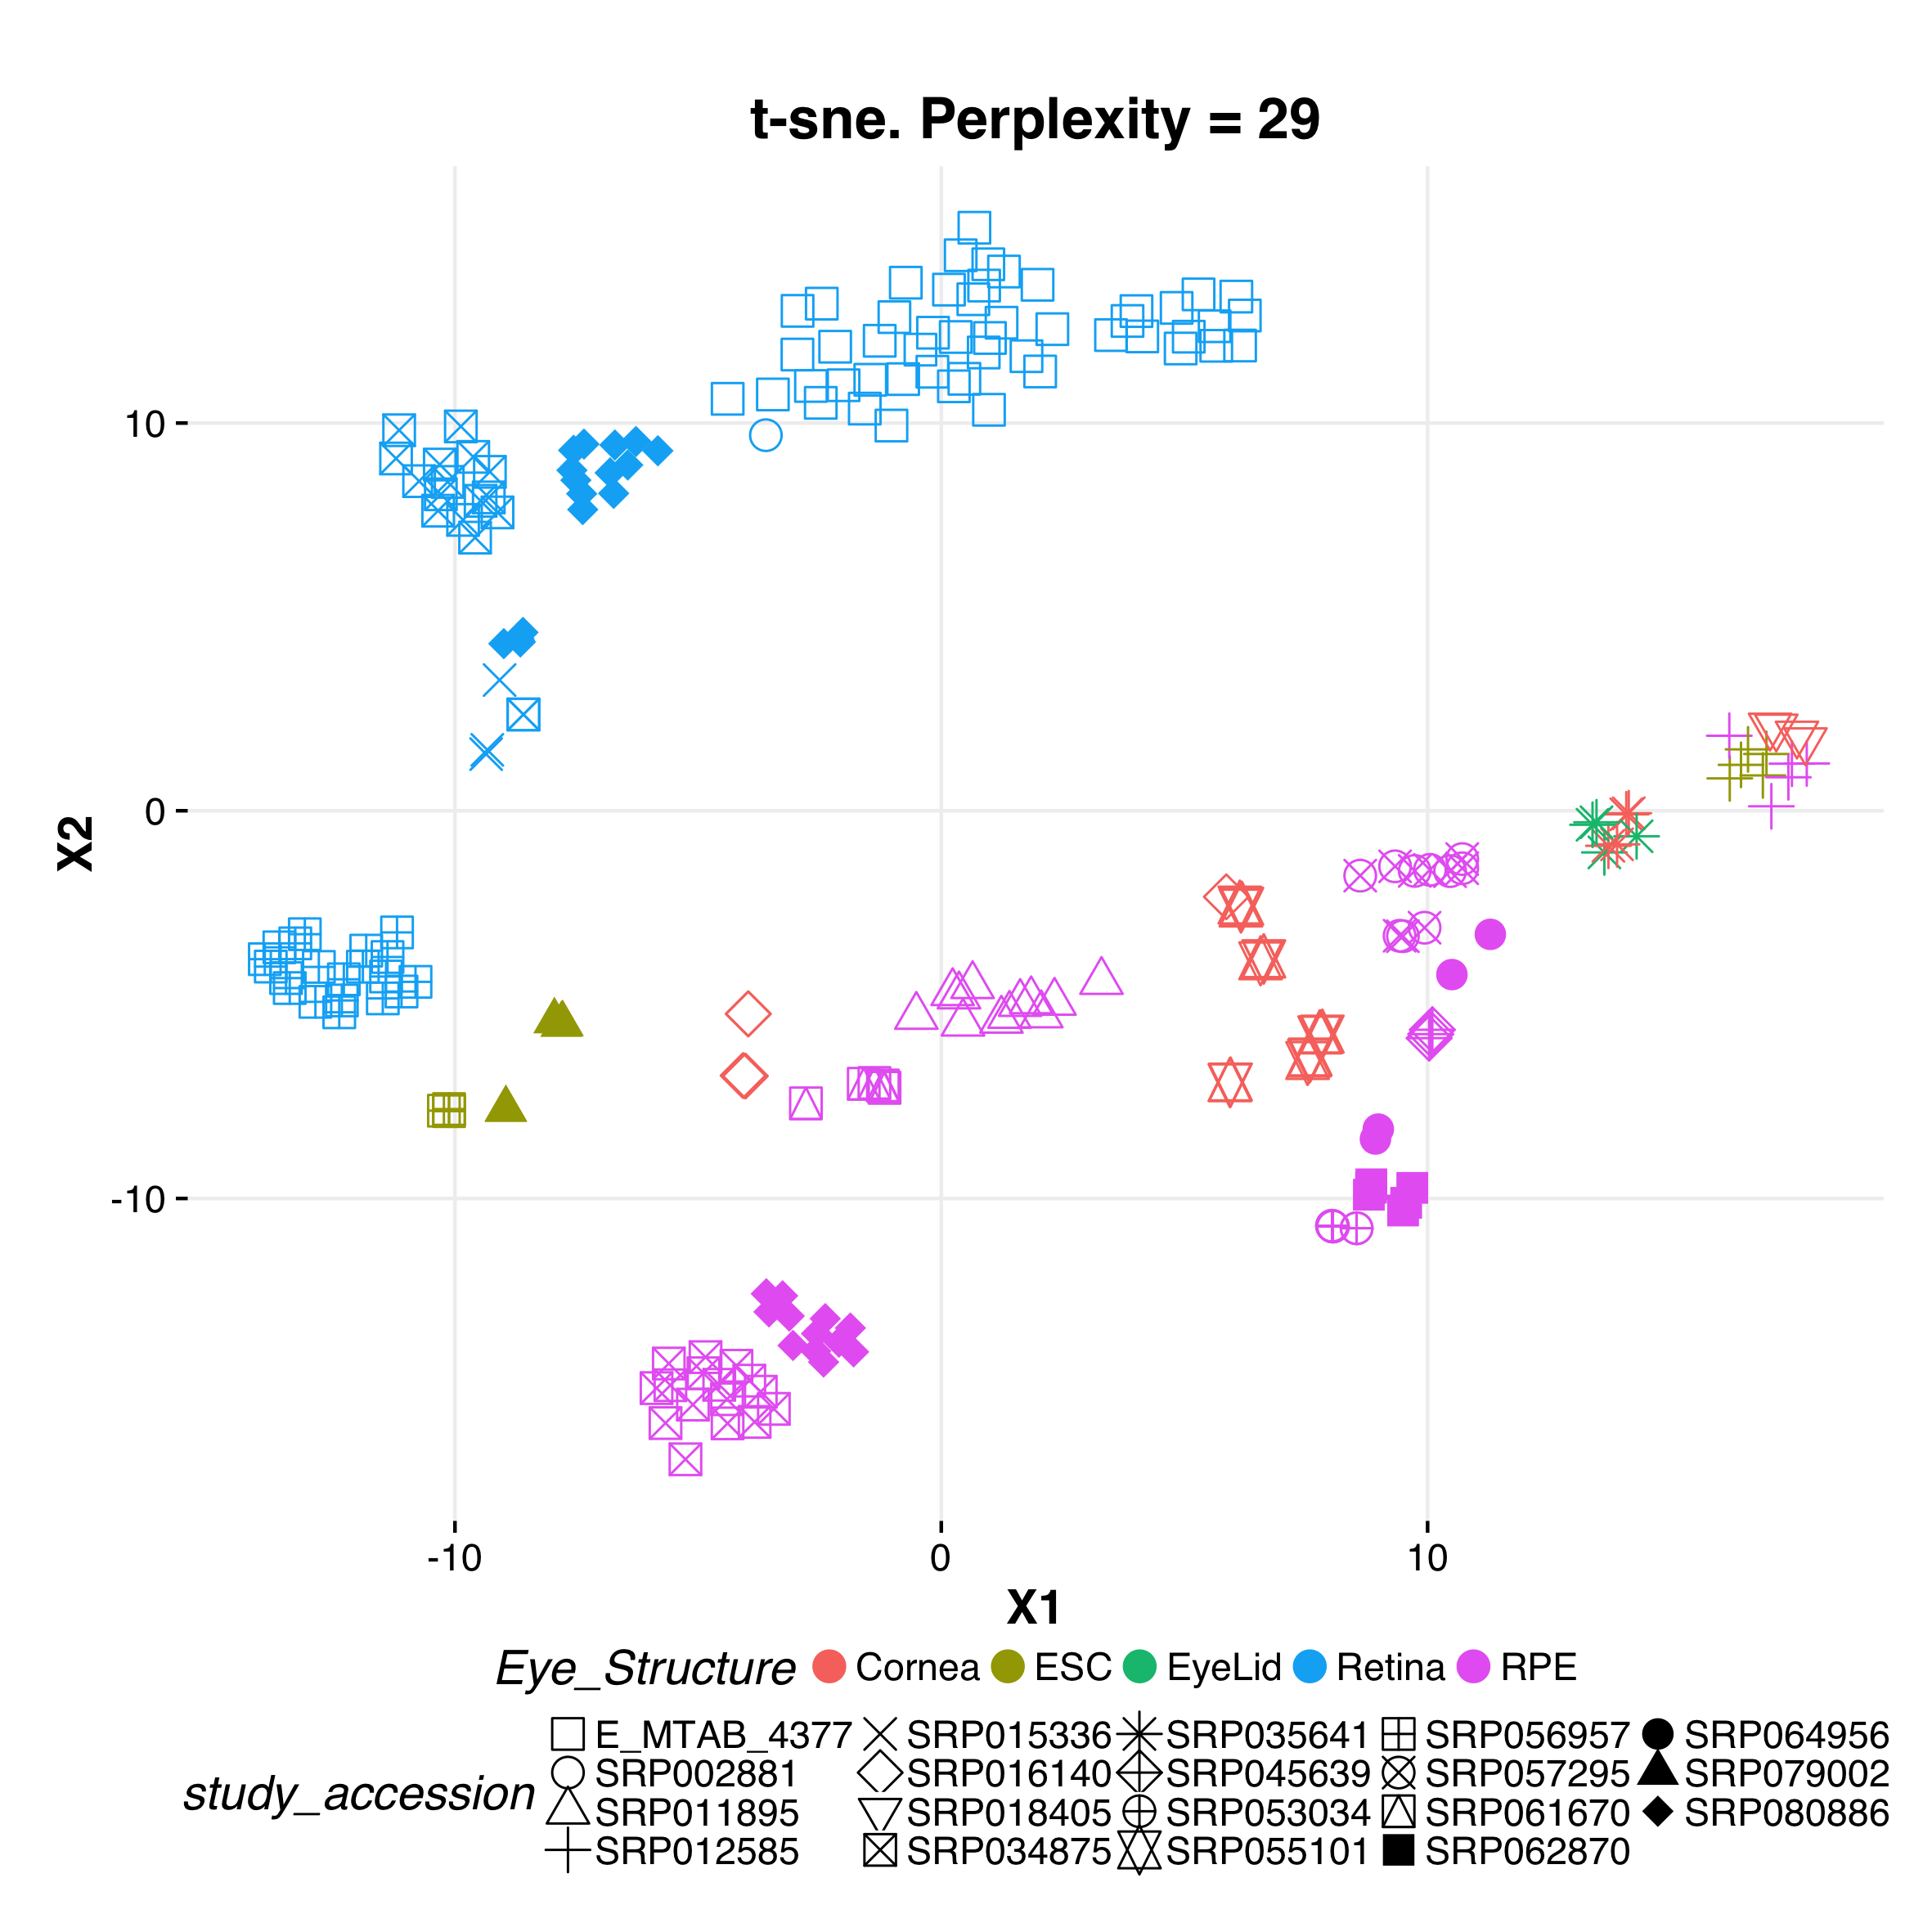 t-sne. Perplexity = 29
10
0
-10
X2
-10 0 10
X1
Eye_Structure Cornea ESC EyeLid Retina RPE
study_accession
E_MTAB_4377 SRP015336 SRP035641 SRP056957 SRP064956
SRP002881 SRP016140 SRP045639 SRP057295 SRP079002
SRP011895 SRP018405 SRP053034 SRP061670 SRP080886
SRP012585 SRP034875 SRP055101 SRP062870